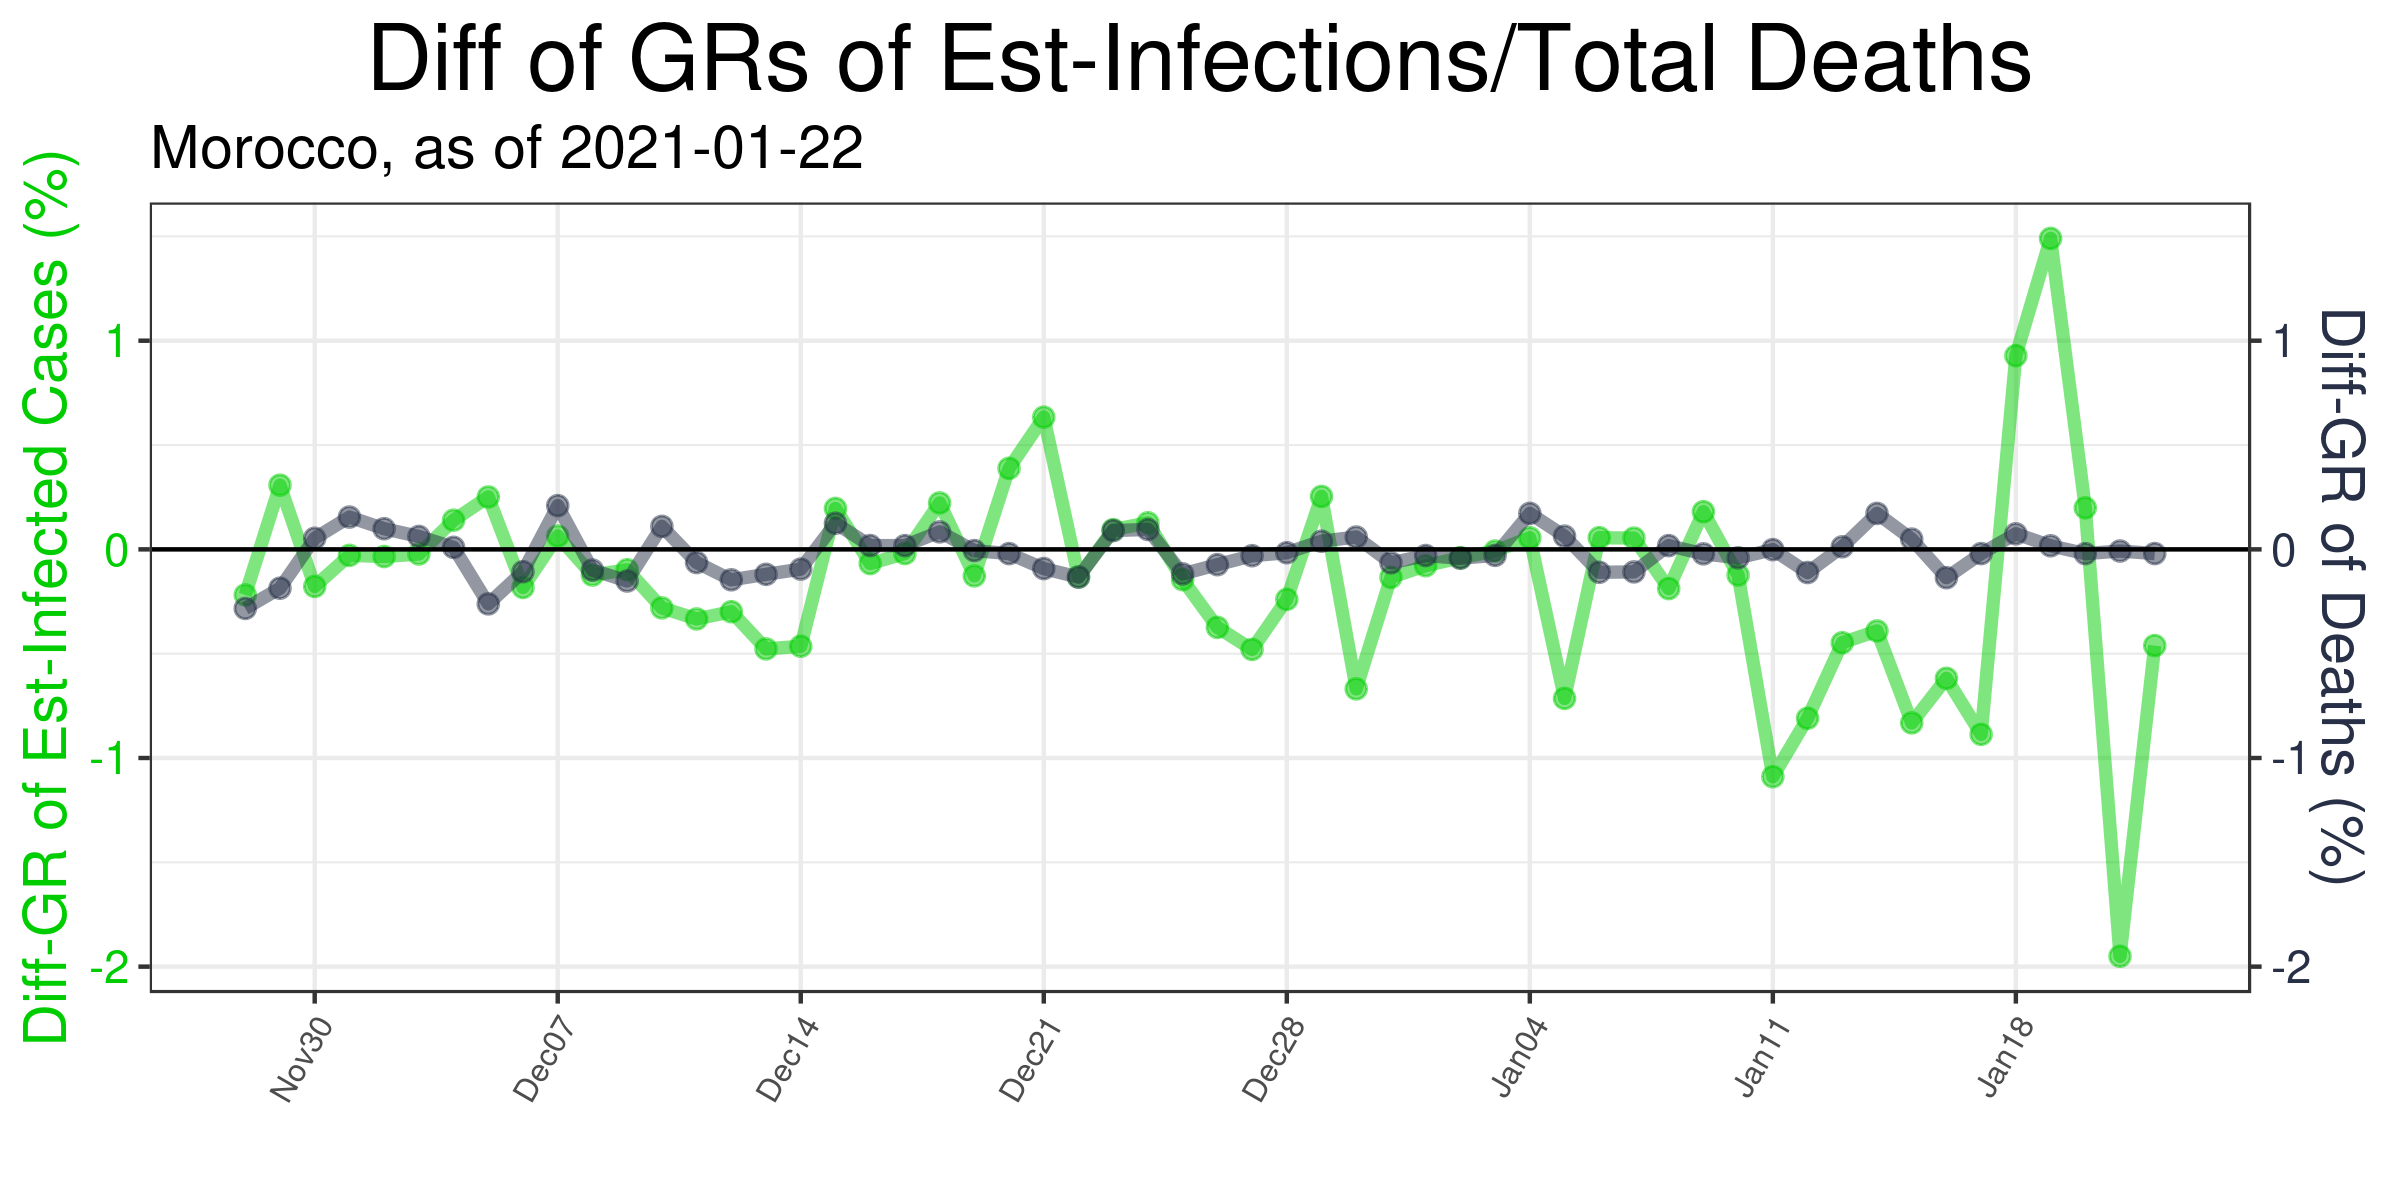 Diff of GRs of Est-Infections/Total Deaths
Morocco, as of 2021-01-22
Diff-GR of Est-Infected Cases (%)
1
0
-1
-2
1
0
-1
-2
Diff-GR of Deaths (%)
Nov30
Dec07
Dec14
Dec21
Dec28
Jan04
Jan11
Jan18